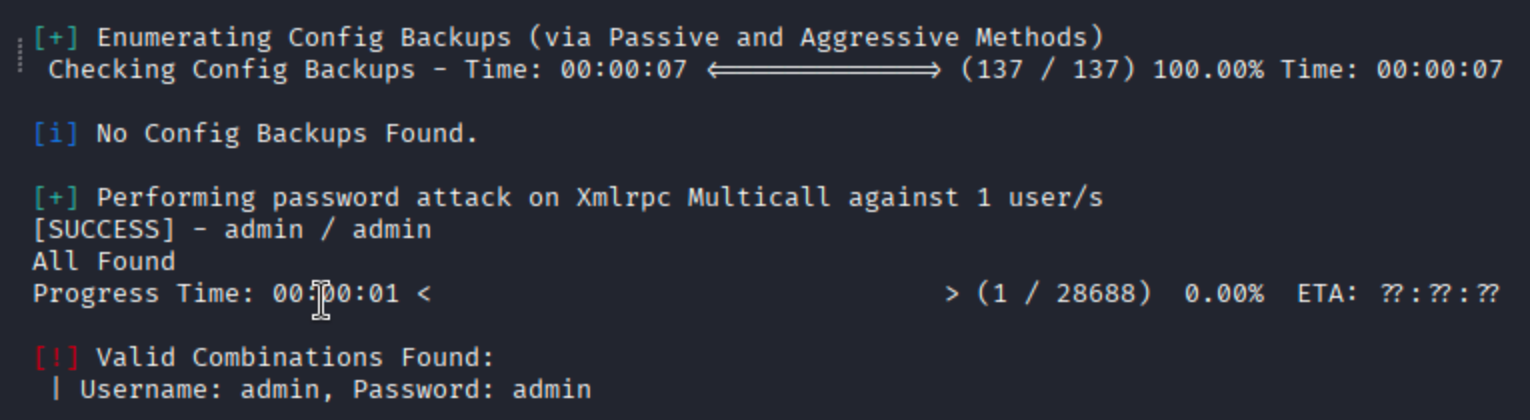 [+] Enumerating Config Backups (via Passive and Aggressive Methods)
Checking Config Backups - Time: 00:00:07 <==============> (137 / 137) 100.00% Time: 00:00:07
[i] No Config Backups Found.
[+] Performing password attack on Xmlrpc Multicall against 1 user/s
[SUCCESS] - admin / admin
All Found
Progress Time: 00:00:01 < > (1 / 28688) 0.00% ETA: ??:??:??
[!] Valid Combinations Found:
| Username: admin, Password: admin